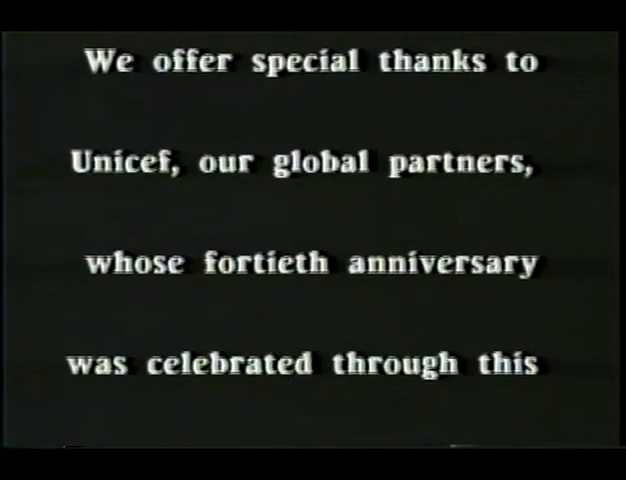 We offer special thanks to
Unicef, our global partners,
whose fortieth anniversary
was celebrated through this